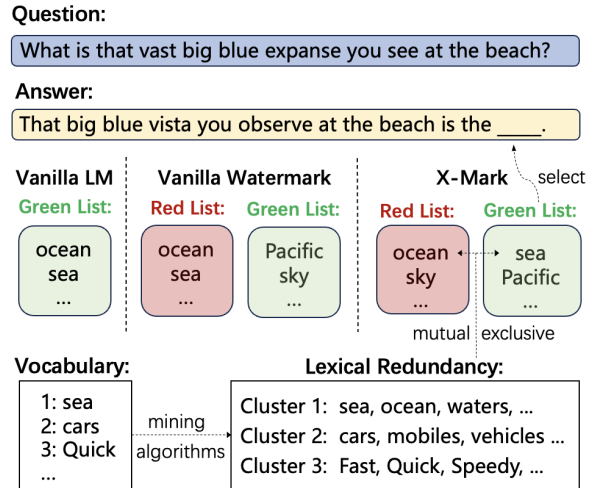 Question:
What is that vast big blue expanse you see at the beach?
Answer:
That big blue vista you observe at the beach is the ____.
Vanilla LM
Vanilla Watermark
X-Mark
select
Green List:
Red List:
Green List:
Red List:
Green List:
ocean
sea
...
ocean
sea
...
Pacific
sky
...
ocean
sky
...
sea
Pacific
...
mutual exclusive
Vocabulary:
Lexical Redundancy:
1: sea
2: cars
3: Quick
...
mining
algorithms
Cluster 1: sea, ocean, waters, ...
Cluster 2: cars, mobiles, vehicles ...
Cluster 3: Fast, Quick, Speedy, ...